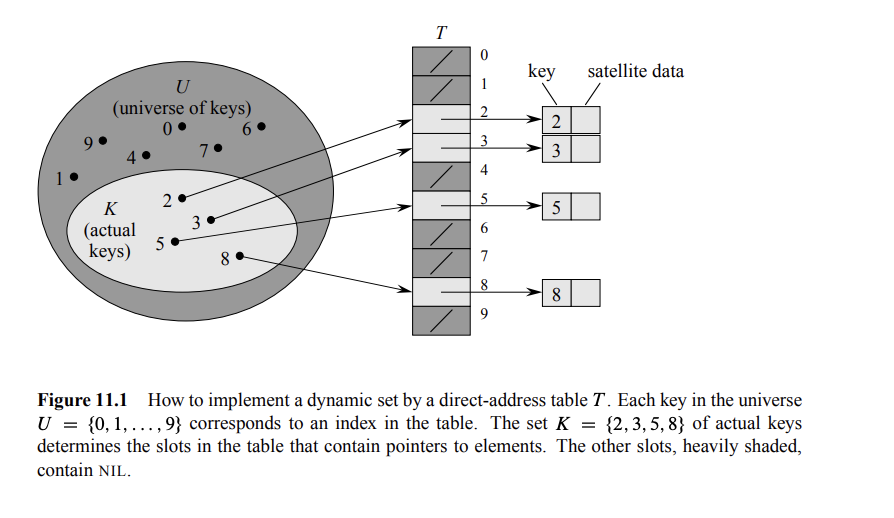 T
U
(universe of keys)
0
6
9
4
7
1
K
(actual
keys)
2
3
5
8
0
1
2
3
4
5
6
7
8
9
key
satellite data
2
3
5
8
Figure 11.1 How to implement a dynamic set by a direct-address table T. Each key in the universe
U = {0, 1, . . . , 9} corresponds to an index in the table. The set K = {2, 3, 5, 8} of actual keys
determines the slots in the table that contain pointers to elements. The other slots, heavily shaded,
contain NIL.